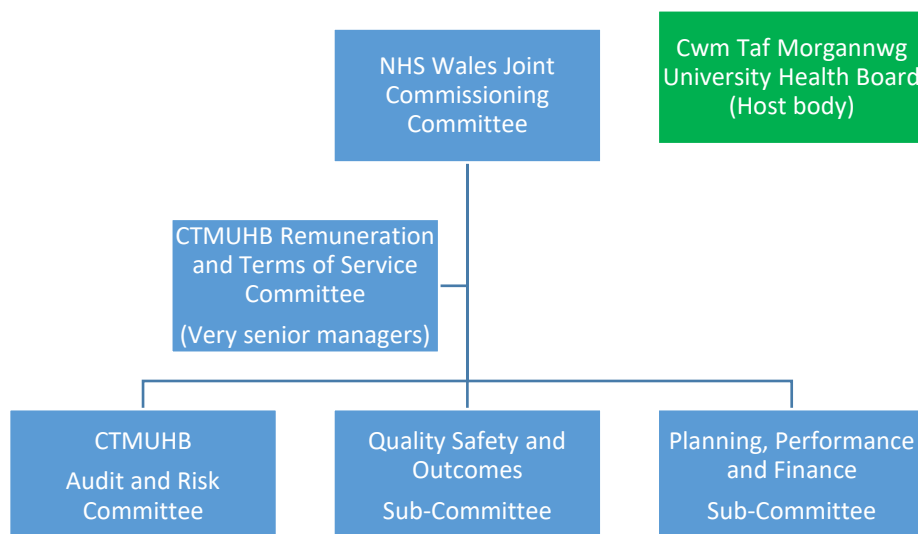 NHS Wales Joint
Commissioning
Committee
Cwm Taf Morgannwg
University Health Board
(Host body)
CTMUHB Remuneration
and Terms of Service
Committee
(Very senior managers)
CTMUHB
Audit and Risk
Committee
Quality Safety and
Outcomes
Sub-Committee
Planning, Performance
and Finance
Sub-Committee